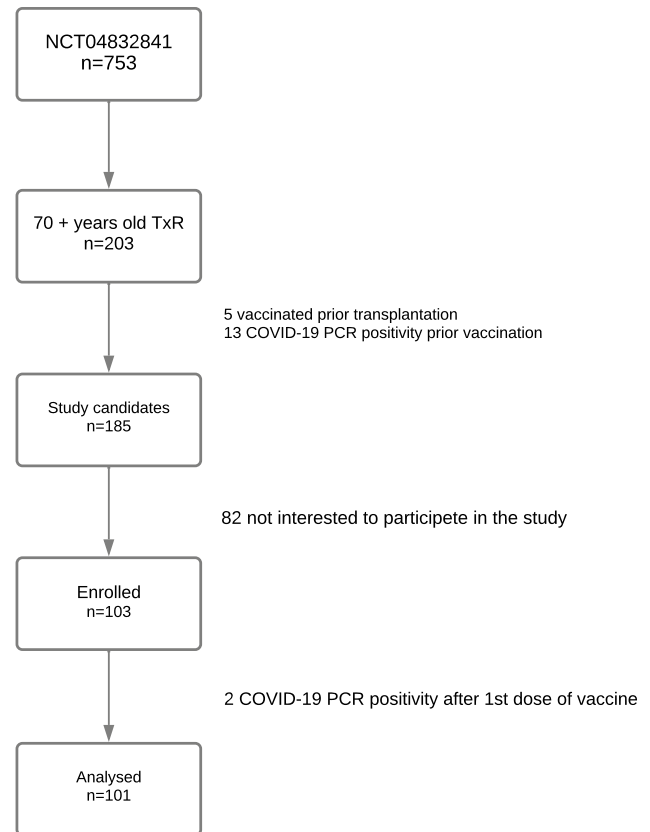 NCT04832841
n=753
70 + years old TxR
n=203
5 vaccinated prior transplantation
13 COVID-19 PCR positivity prior vaccination
Study candidates
n=185
82 not interested to participete in the study
Enrolled
n=103
2 COVID-19 PCR positivity after 1st dose of vaccine
Analysed
n=101